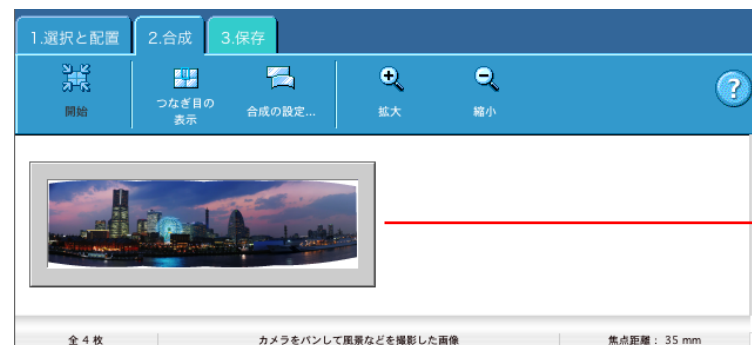 1.選択と配置 2.合成 3.保存
開始 つなぎ目の表示 合成の設定... 拡大 縮小 ?
全 4 枚 カメラをパンして風景などを撮影した画像 焦点距離： 35 mm